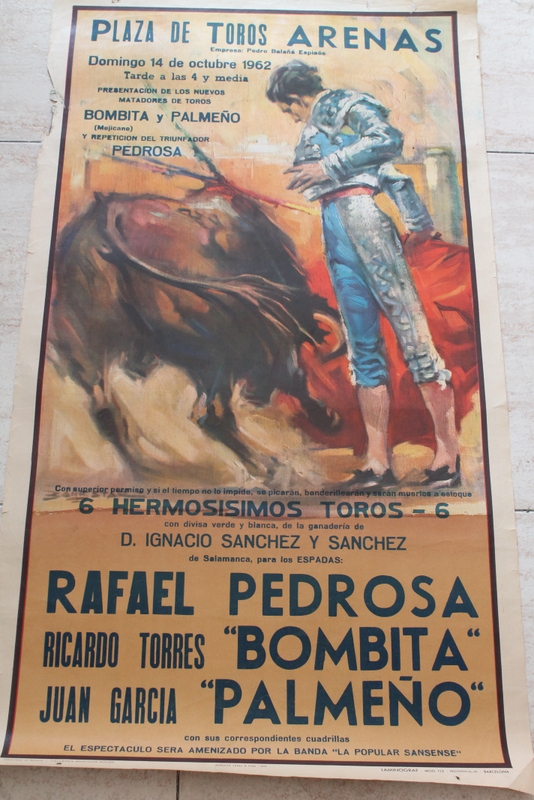 PLAZA DE TOROS ARENAS
Empresa: Pedro Balañá Espinós
Domingo 14 de octubre 1962
Tarde a las 4 y media
PRESENTACION DE LOS NUEVOS
MATADORES DE TOROS
BOMBITA y PALMEÑO
(Mejicano)
Y REPETICION DEL TRIUNFADOR
PEDROSA
Con superior permiso y si el tiempo no lo impide, se picarán, banderillearán y serán muertos a estoque
6 HERMOSISIMOS TOROS - 6
con divisa verde y blanca, de la ganadería de
D. IGNACIO SANCHEZ Y SANCHEZ
de Salamanca, para los ESPADAS:
RAFAEL PEDROSA
RICARDO TORRES "BOMBITA"
JUAN GARCIA "PALMEÑO"
con sus correspondientes cuadrillas
EL ESPECTACULO SERA AMENIZADO POR LA BANDA "LA POPULAR SANSENSE"
LAMINOGRAF
BARCELONA